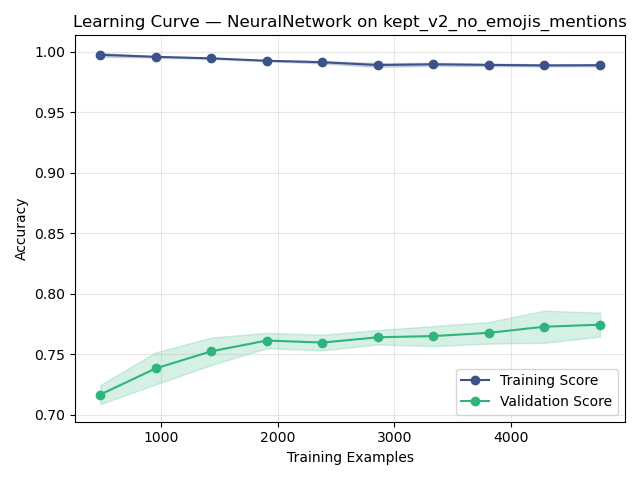 Learning Curve — NeuralNetwork on kept_v2_no_emojis_mentions
1.00
0.95
0.90
0.85
0.80
0.75
0.70
Accuracy
1000
2000
3000
4000
Training Examples
Training Score
Validation Score